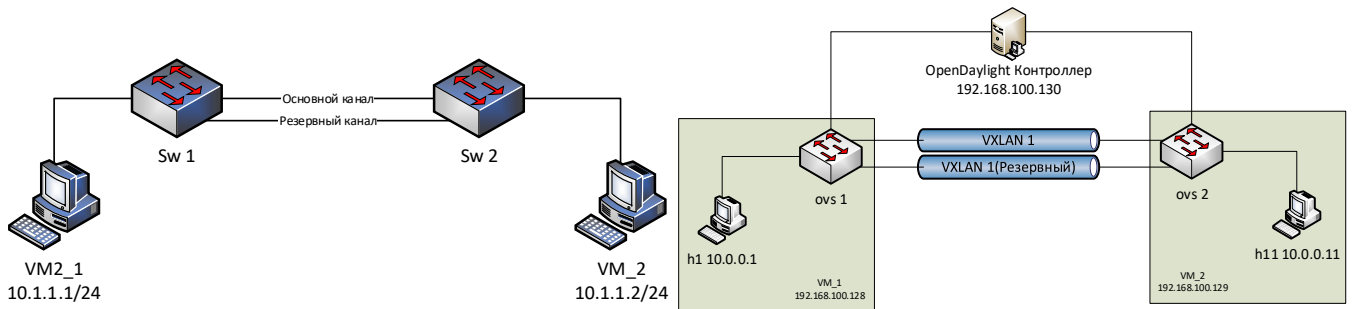 Основной канал
Резервный канал
Sw 1
Sw 2
VM2_1
10.1.1.1/24
VM_2
10.1.1.2/24
OpenDaylight Контроллер
192.168.100.130
VXLAN 1
VXLAN 1(Резервный)
ovs 1
ovs 2
h1 10.0.0.1
h11 10.0.0.11
VM_1
192.168.100.128
VM_2
192.168.100.129